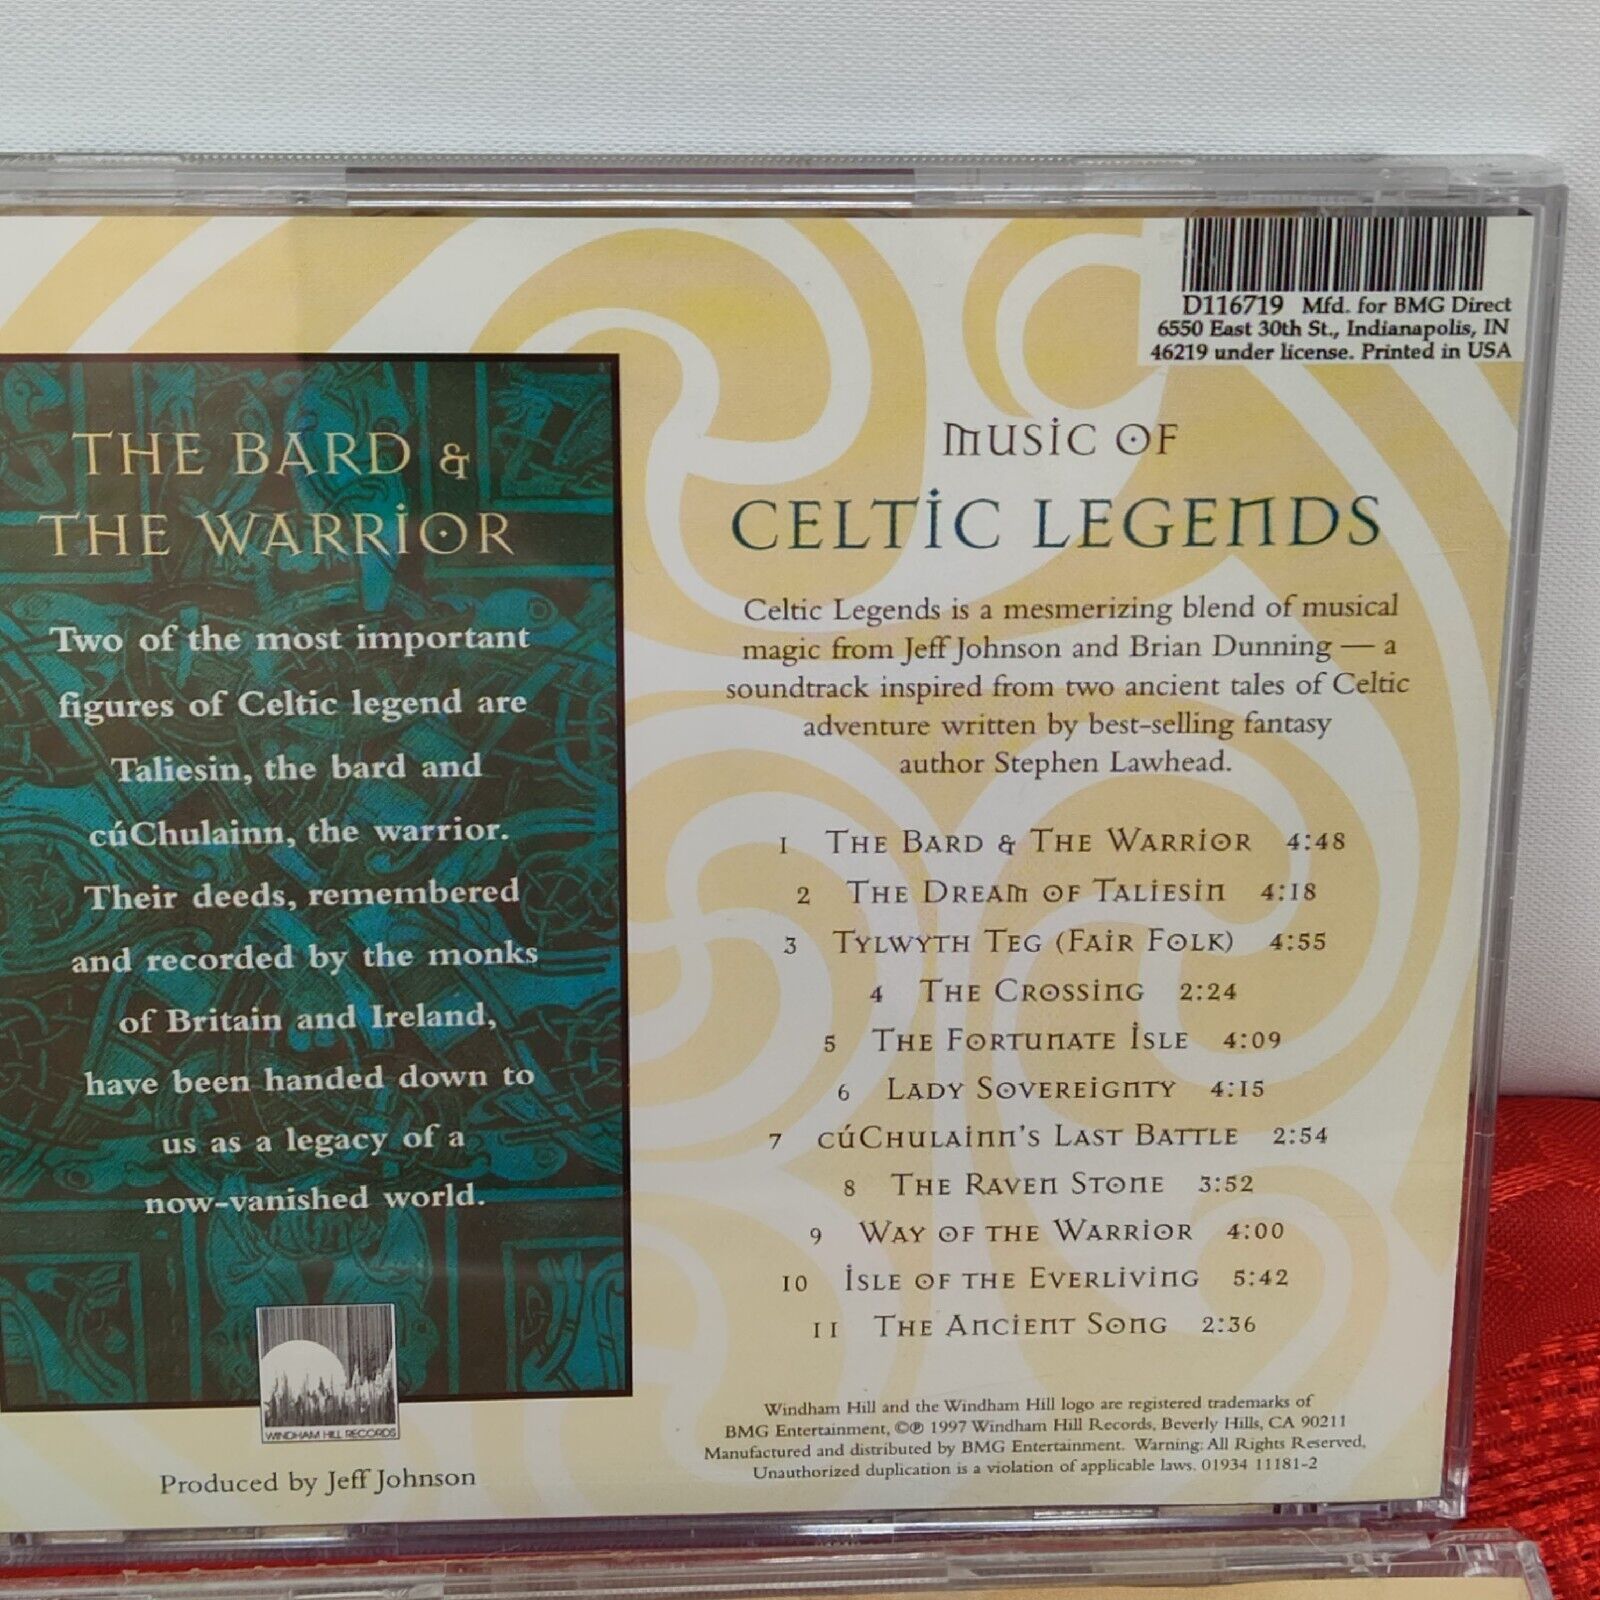 THE BARD &
THE WARRIOR
Two of the most important
figures of Celtic legend are
Taliesin, the bard and
cúChulainn, the warrior.
Their deeds, remembered
and recorded by the monks
of Britain and Ireland,
have been handed down to
us as a legacy of a
now-vanished world.
WINDHAM HILL RECORDS
Produced by Jeff Johnson
D116719 Mfd. for BMG Direct
6550 East 30th St., Indianapolis, IN
46219 under license. Printed in USA
MUSIC OF
CELTIC LEGENDS
Celtic Legends is a mesmerizing blend of musical
magic from Jeff Johnson and Brian Dunning — a
soundtrack inspired from two ancient tales of Celtic
adventure written by best-selling fantasy
author Stephen Lawhead.
1 THE BARD & THE WARRIOR 4:48
2 THE DREAM OF TALIESIN 4:18
3 TYLWYTH TEG (FAIR FOLK) 4:55
4 THE CROSSING 2:24
5 THE FORTUNATE ISLE 4:09
6 LADY SOVEREIGNTY 4:15
7 CÚCHULAINN'S LAST BATTLE 2:54
8 THE RAVEN STONE 3:52
9 WAY OF THE WARRIOR 4:00
10 ISLE OF THE EVERLIVING 5:42
11 THE ANCIENT SONG 2:36
Windham Hill and the Windham Hill logo are registered trademarks of
BMG Entertainment, ©℗ 1997 Windham Hill Records, Beverly Hills, CA 90211
Manufactured and distributed by BMG Entertainment. Warning: All Rights Reserved,
Unauthorized duplication is a violation of applicable laws. 01934 11181-2